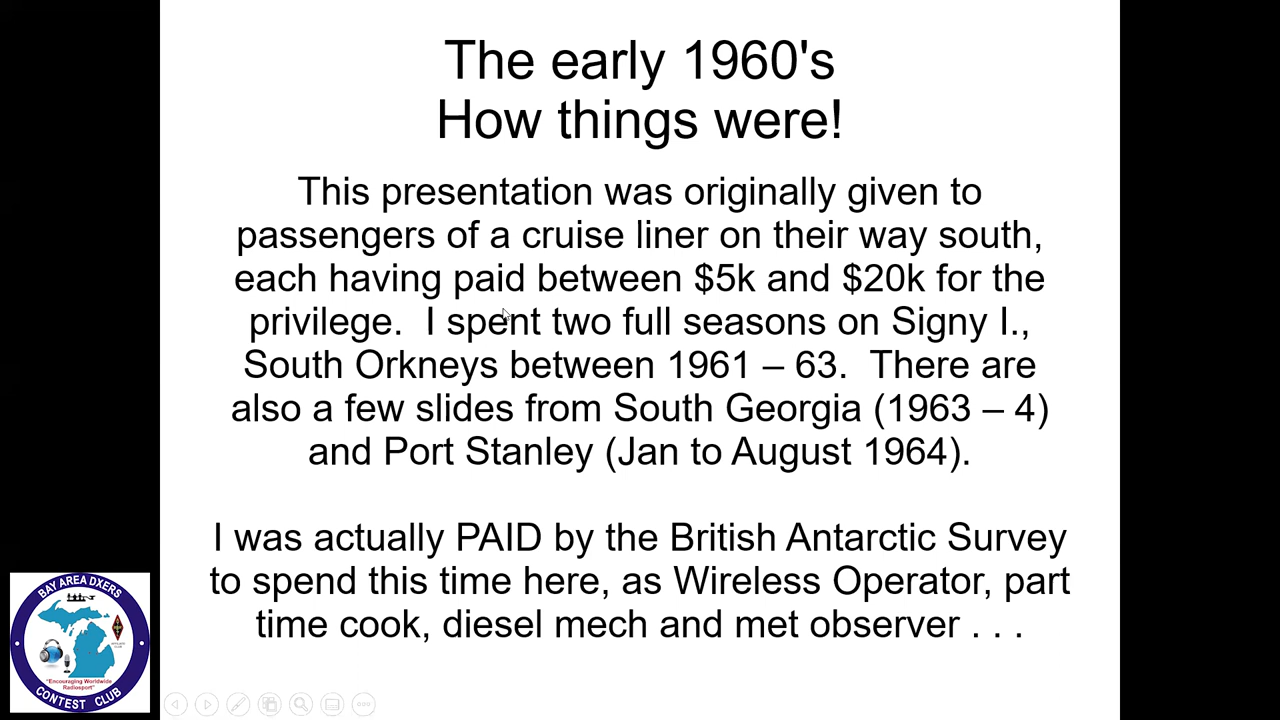 The early 1960's
How things were!
This presentation was originally given to
passengers of a cruise liner on their way south,
each having paid between $5k and $20k for the
privilege.  I spent two full seasons on Signy I.,
South Orkneys between 1961 – 63.  There are
also a few slides from South Georgia (1963 – 4)
and Port Stanley (Jan to August 1964).
I was actually PAID by the British Antarctic Survey
to spend this time here, as Wireless Operator, part
time cook, diesel mech and met observer . . .
BAY AREA DXERS
"Encouraging Worldwide
Radiosport"
CONTEST CLUB